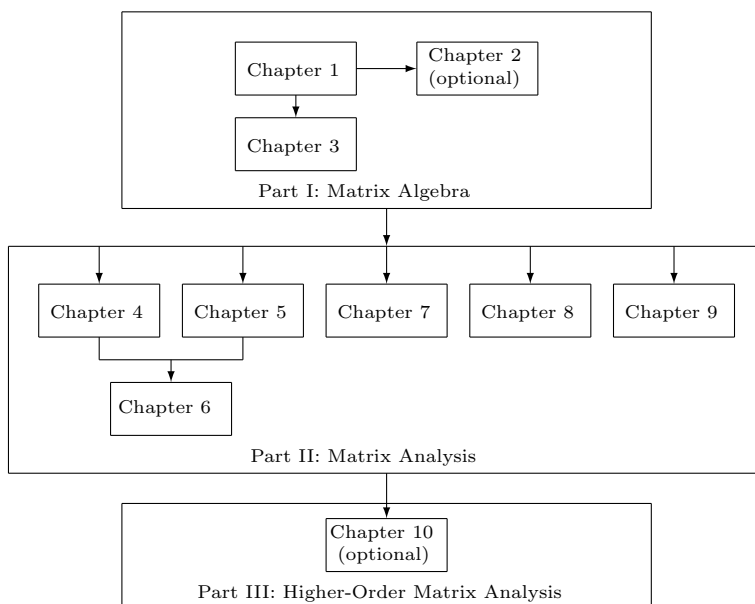 Chapter 1
Chapter 2
(optional)
Chapter 3
Part I: Matrix Algebra
Chapter 4
Chapter 5
Chapter 7
Chapter 8
Chapter 9
Chapter 6
Part II: Matrix Analysis
Chapter 10
(optional)
Part III: Higher-Order Matrix Analysis